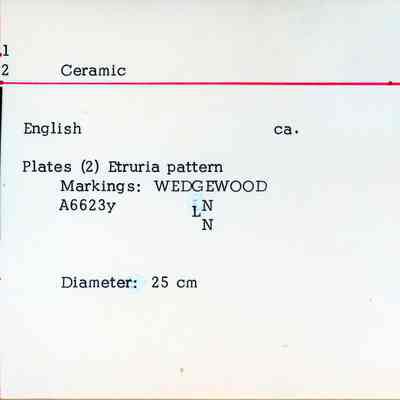 1
2 Ceramic
English ca.
Plates (2) Etruria pattern
Markings: WEDGEWOOD
A6623y LN
N
Diameter: 25 cm